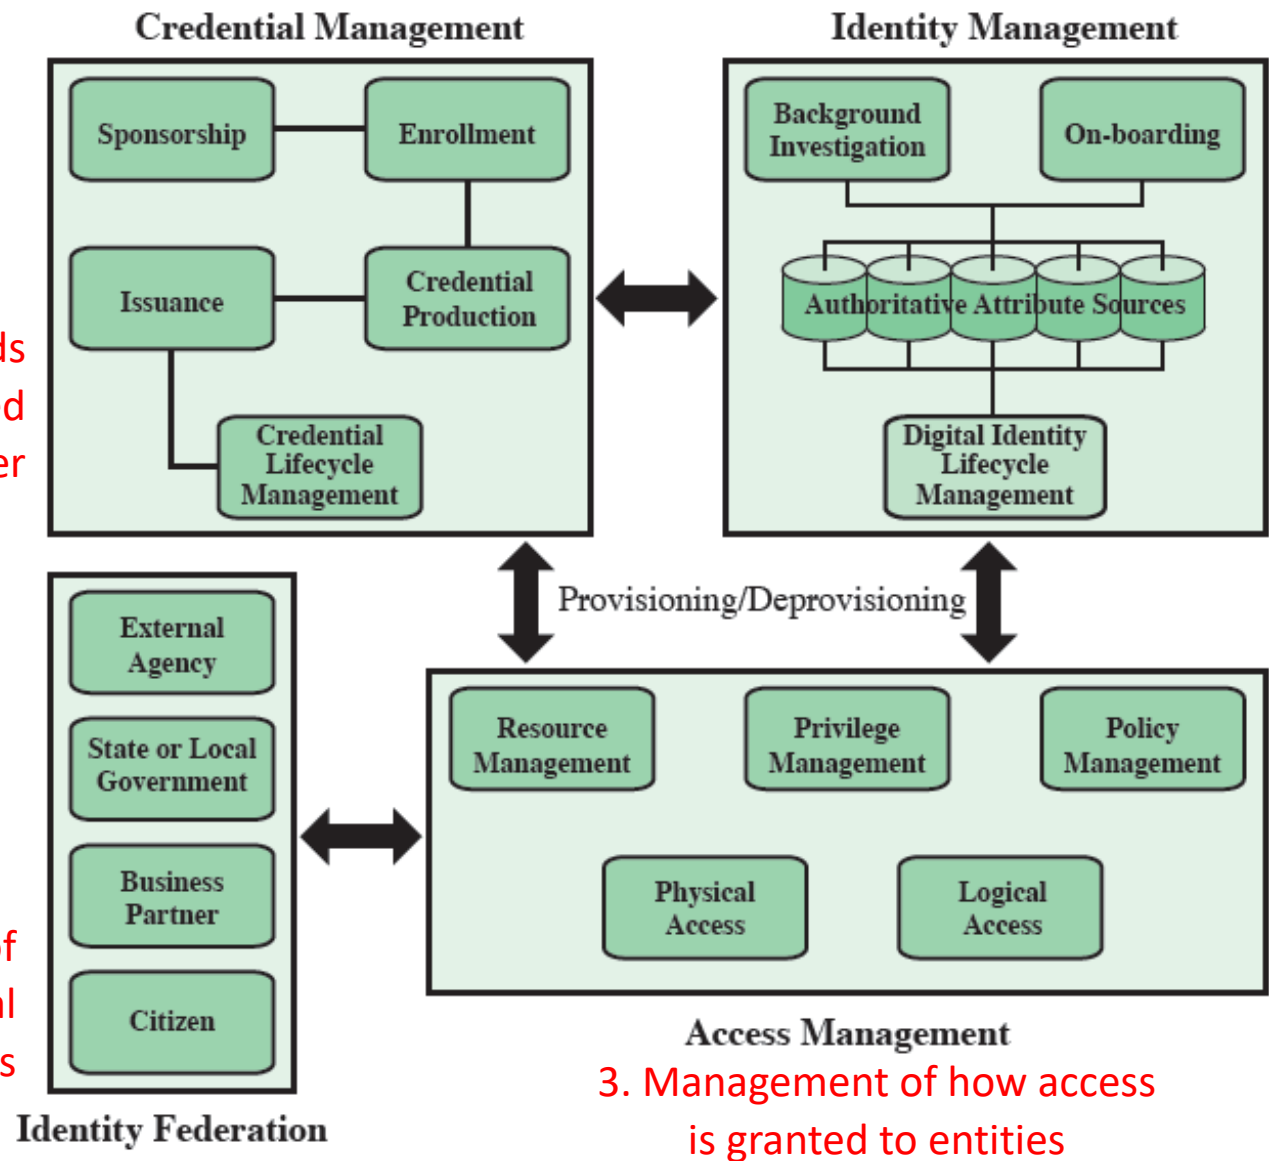 Credential Management
Sponsorship
Enrollment
Issuance
Credential
Production
Credential
Lifecycle
Management
Identity Management
Background
Investigation
On-boarding
Authoritative Attribute Sources
Digital Identity
Lifecycle
Management
Provisioning/Deprovisioning
External
Agency
State or Local
Government
Business
Partner
Citizen
Identity Federation
Resource
Management
Privilege
Management
Policy
Management
Physical
Access
Logical
Access
Access Management
3. Management of how access
is granted to entities